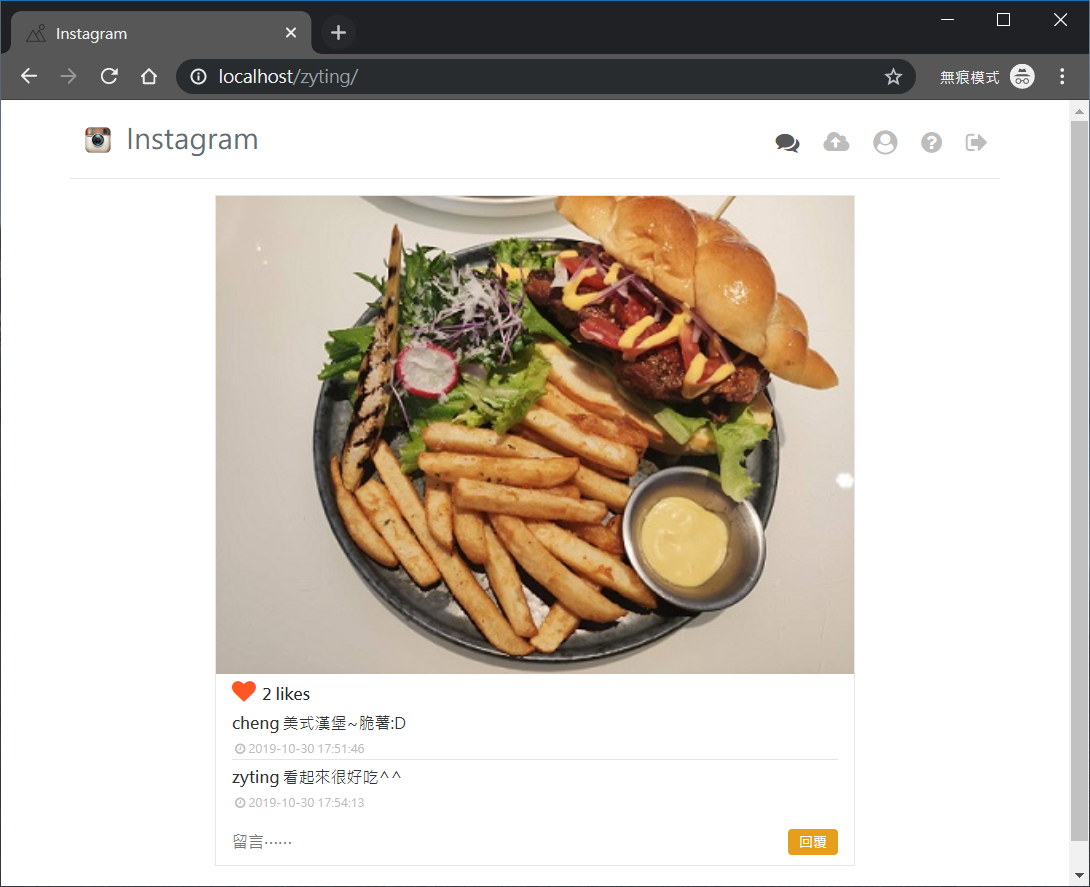 Instagram
localhost/zyting/
無痕模式
Instagram
2 likes
cheng 美式漢堡~脆薯:D
2019-10-30 17:51:46
zyting 看起來很好吃^^
2019-10-30 17:54:13
留言⋯⋯
回覆